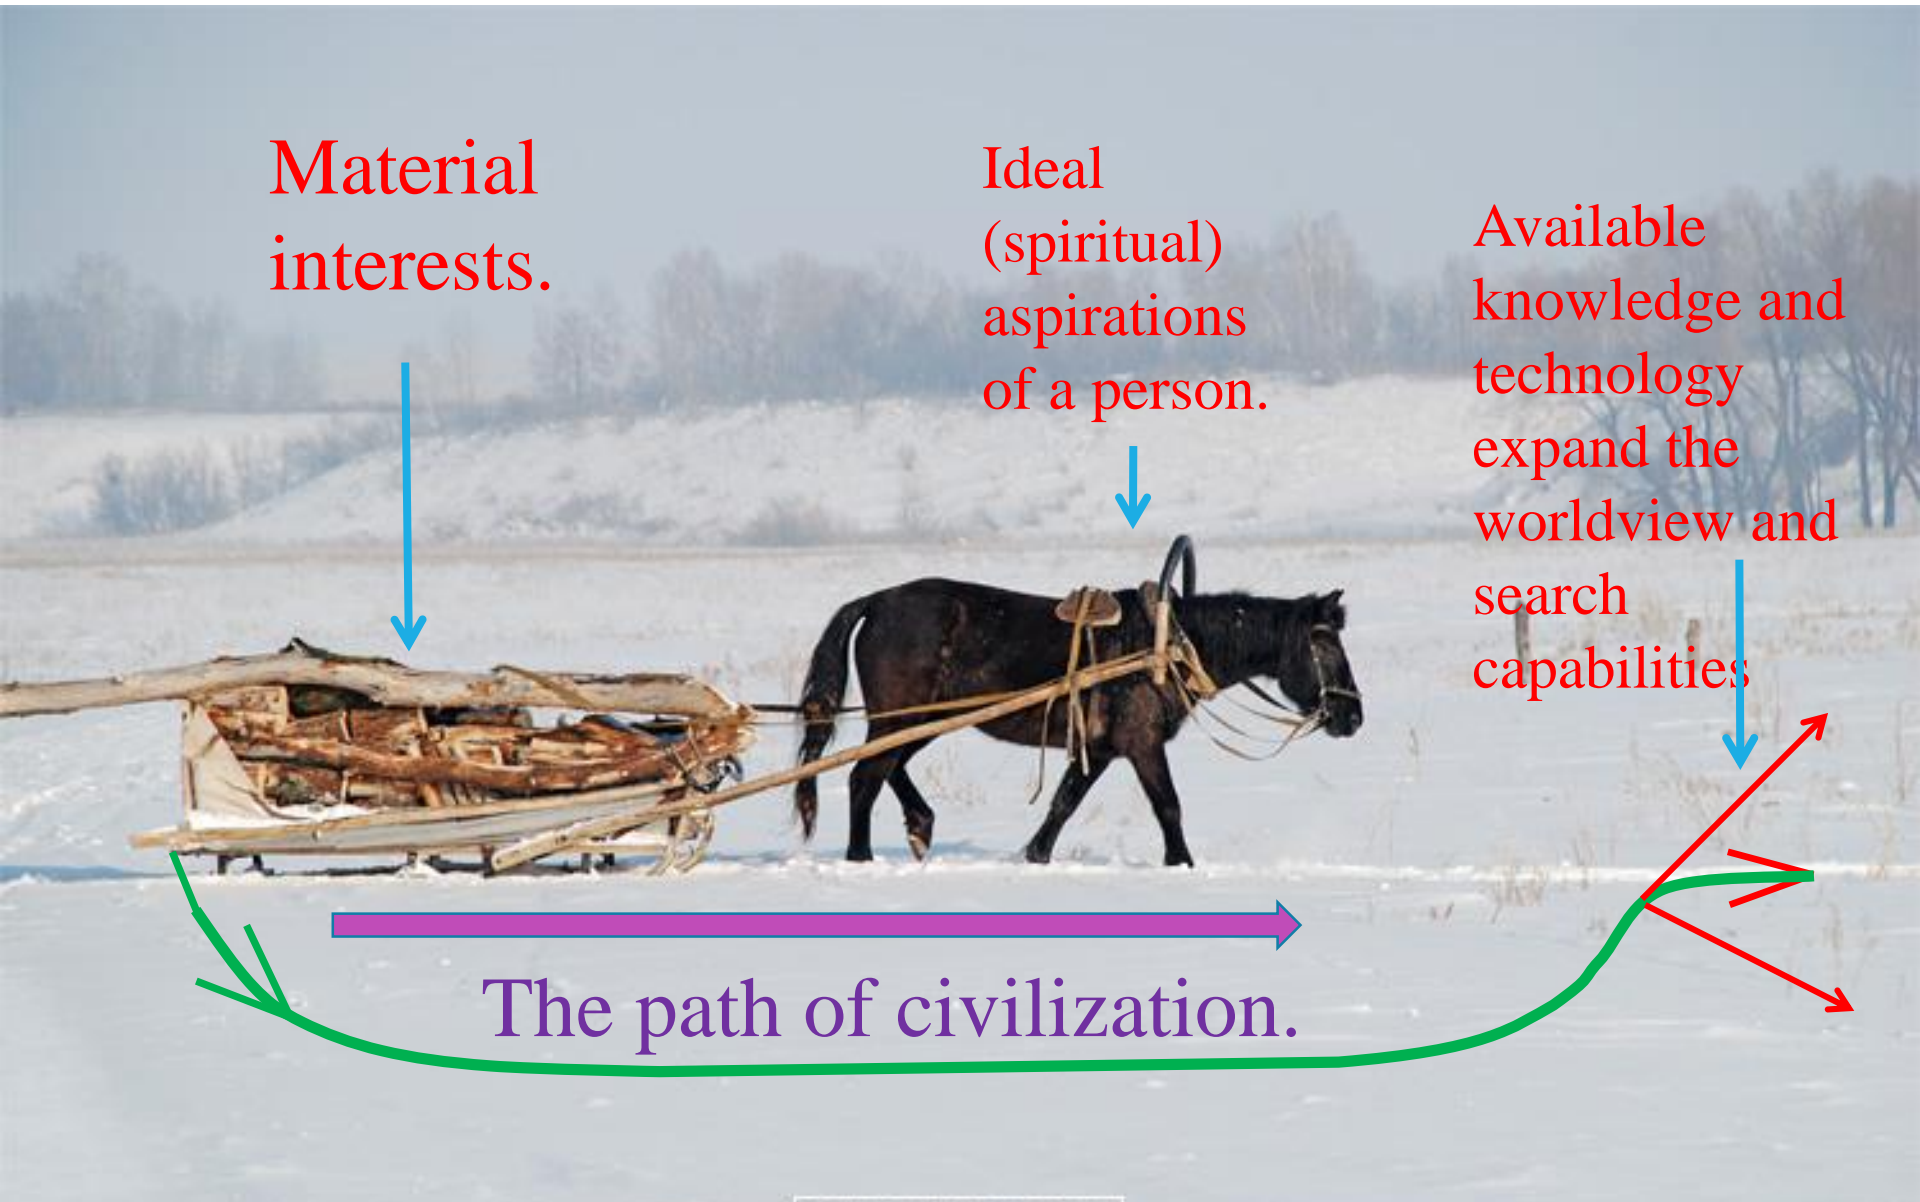 Material
interests.
Ideal
(spiritual)
aspirations
of a person.
Available
knowledge and
technology
expand the
worldview and
search
capabilities
The path of civilization.